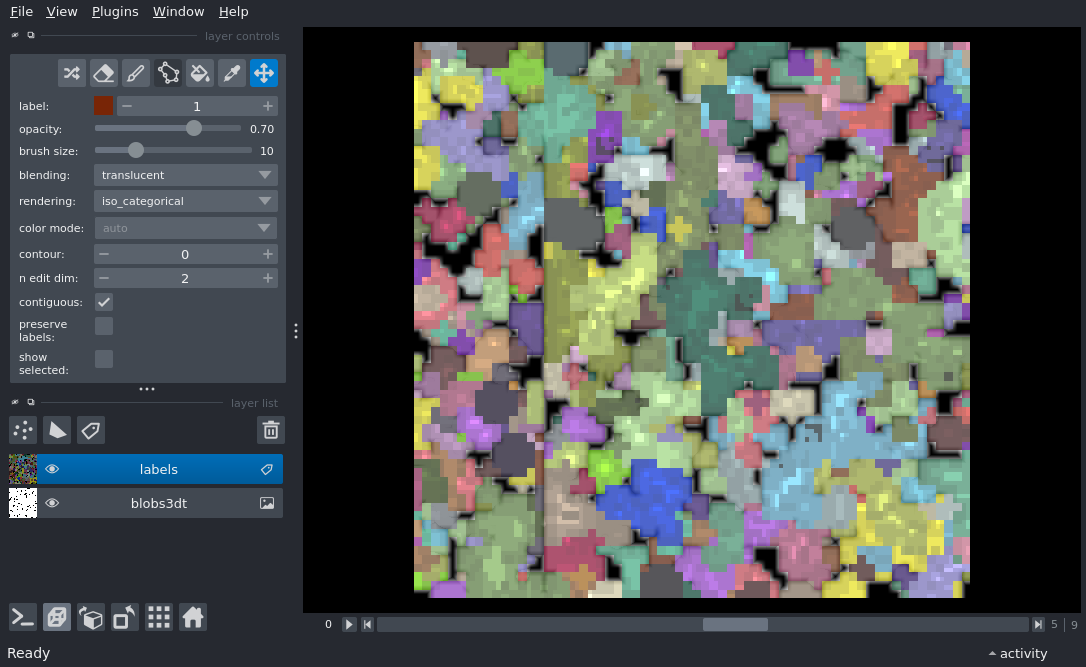 File View Plugins Window Help
layer controls
label: 1
opacity: 0.70
brush size: 10
blending: translucent
rendering: iso_categorical
color mode: auto
contour: 0
n edit dim: 2
contiguous:
preserve
labels:
show
selected:
layer list
labels
blobs3dt
0 5 | 9
Ready activity